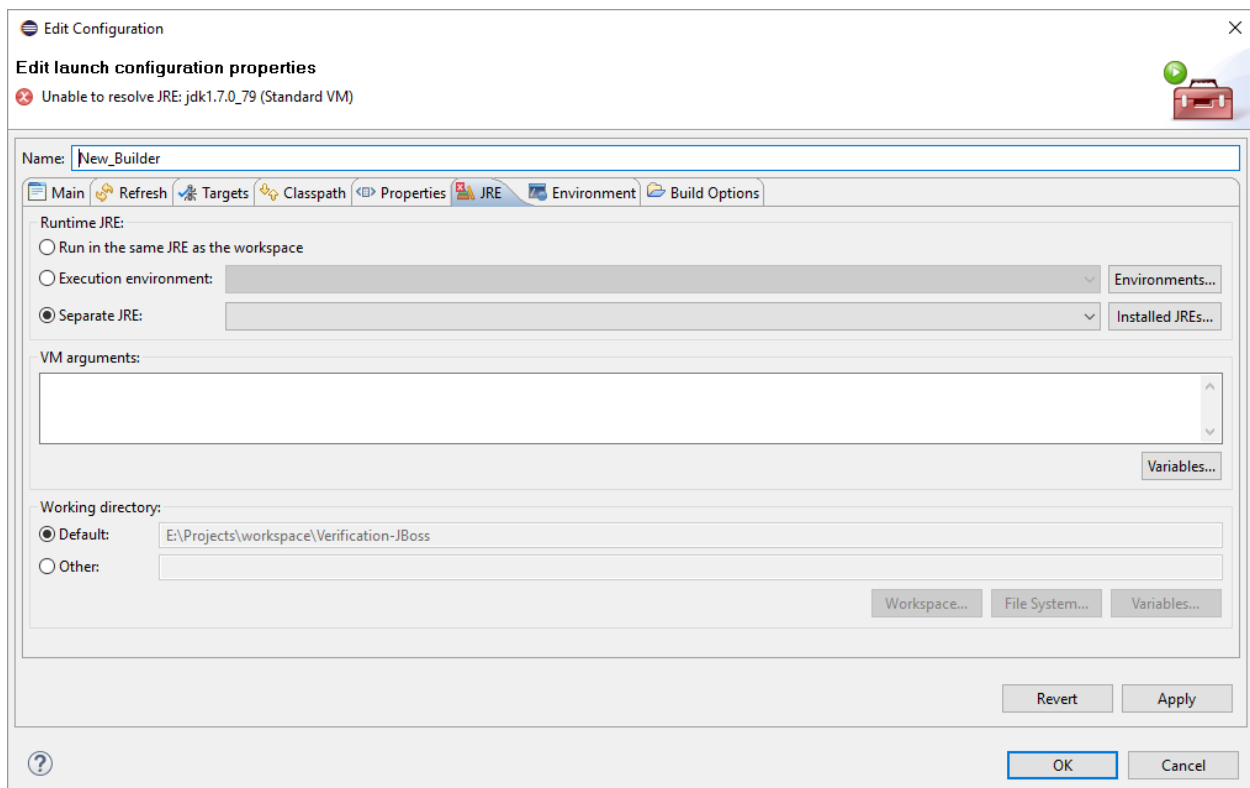 Edit Configuration
Edit launch configuration properties
Unable to resolve JRE: jdk1.7.0_79 (Standard VM)
Name: New_Builder
Main Refresh Targets Classpath Properties JRE Environment Build Options
Runtime JRE:
Run in the same JRE as the workspace
Execution environment: Environments...
Separate JRE: Installed JREs...
VM arguments:
Variables...
Working directory:
Default: E:\Projects\workspace\Verification-JBoss
Other:
Workspace... File System... Variables...
Revert Apply
? OK Cancel